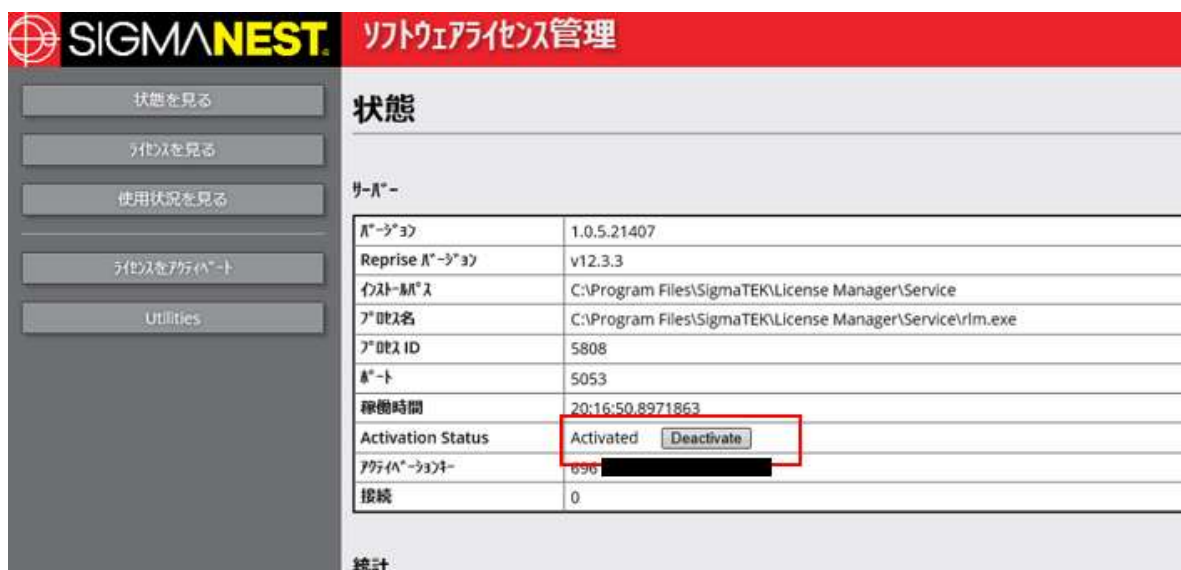 SIGMANEST. ソフトウェアライセンス管理
状態を見る
ライセンスを見る
使用状況を見る
ライセンスをアクティベート
Utilities
状態
サーバー
バージョン 1.0.5.21407
Reprise バージョン v12.3.3
インストールパス C:\Program Files\SigmaTEK\License Manager\Service
プロセス名 C:\Program Files\SigmaTEK\License Manager\Service\rlm.exe
プロセス ID 5808
ポート 5053
稼働時間 20:16:50.8971863
Activation Status Activated Deactivate
アクティベーションキー 696
接続 0
統計